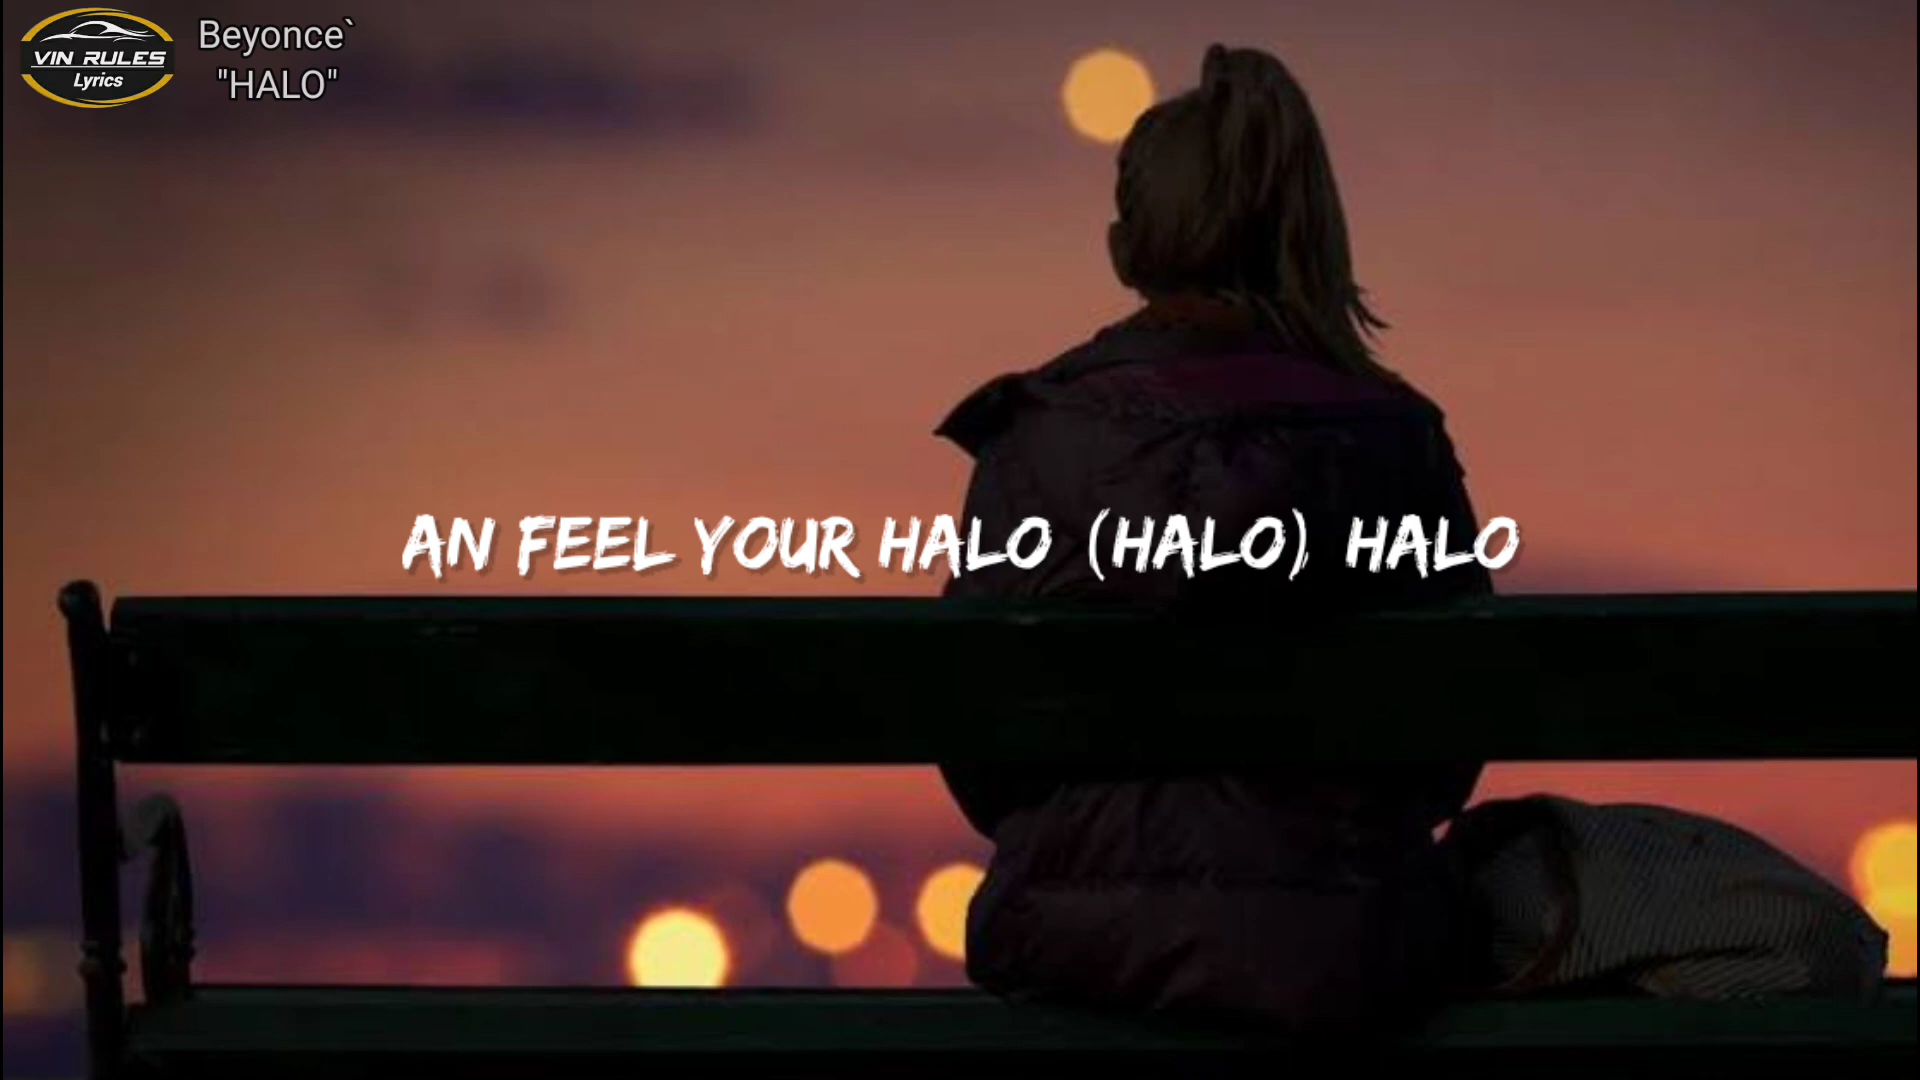 VIN RULES
Lyrics
Beyonce`
"HALO"
AN FEEL YOUR HALO (HALO) HALO